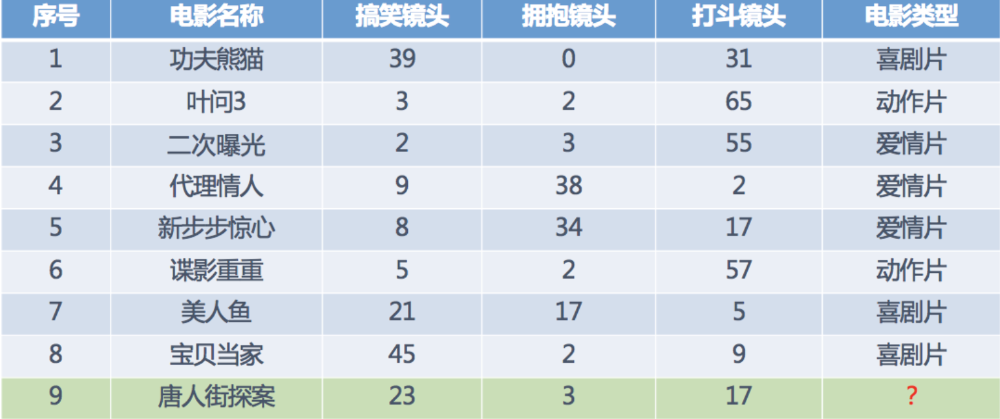 序号 电影名称 搞笑镜头 拥抱镜头 打斗镜头 电影类型
1 功夫熊猫 39 0 31 喜剧片
2 叶问3 3 2 65 动作片
3 二次曝光 2 3 55 爱情片
4 代理情人 9 38 2 爱情片
5 新步步惊心 8 34 17 爱情片
6 谍影重重 5 2 57 动作片
7 美人鱼 21 17 5 喜剧片
8 宝贝当家 45 2 9 喜剧片
9 唐人街探案 23 3 17 ?